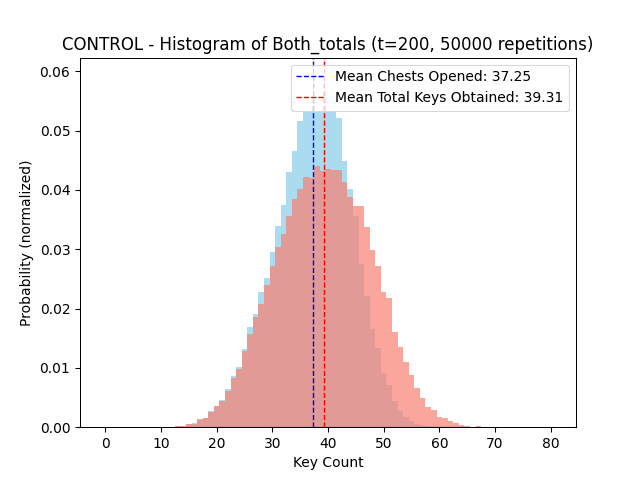 CONTROL - Histogram of Both_totals (t=200, 50000 repetitions)
Mean Chests Opened: 37.25
Mean Total Keys Obtained: 39.31
Probability (normalized)
0.06
0.05
0.04
0.03
0.02
0.01
0.00
0 10 20 30 40 50 60 70 80
Key Count